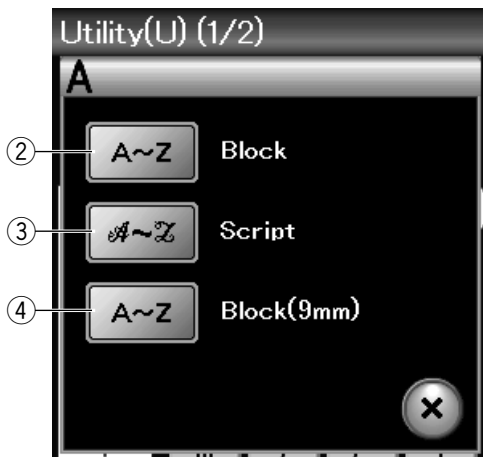 Utility(U) (1/2)
A
② A~Z Block
③ 𝒜~𝒵 Script
④ A~Z Block(9mm)
×